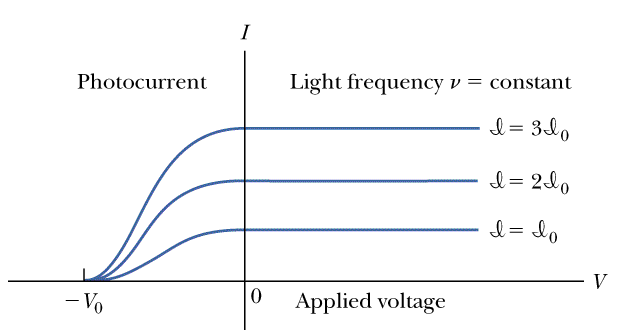 I
Photocurrent
Light frequency ν = constant
ℐ = 3ℐ₀
ℐ = 2ℐ₀
ℐ = ℐ₀
V
−V₀
0
Applied voltage